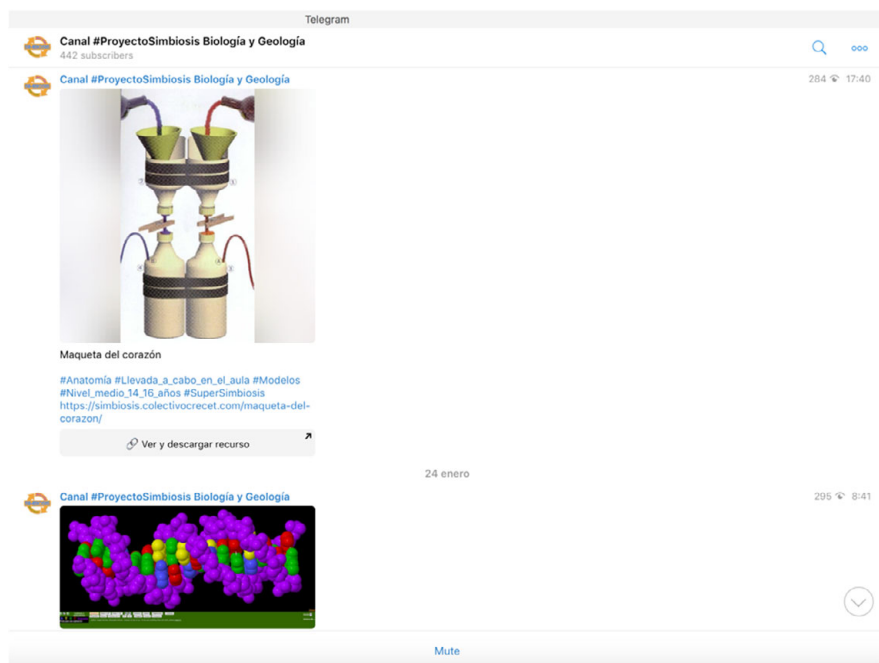 Telegram
Canal #ProyectoSimbiosis Biología y Geología
442 subscribers
Canal #ProyectoSimbiosis Biología y Geología
284 17:40
Maqueta del corazón
#Anatomía #Llevada_a_cabo_en_el_aula #Modelos
#Nivel_medio_14_16_años #SuperSimbiosis
https://simbiosis.colectivocrecet.com/maqueta-del-
corazon/
Ver y descargar recurso
24 enero
Canal #ProyectoSimbiosis Biología y Geología
295 8:41
Mute